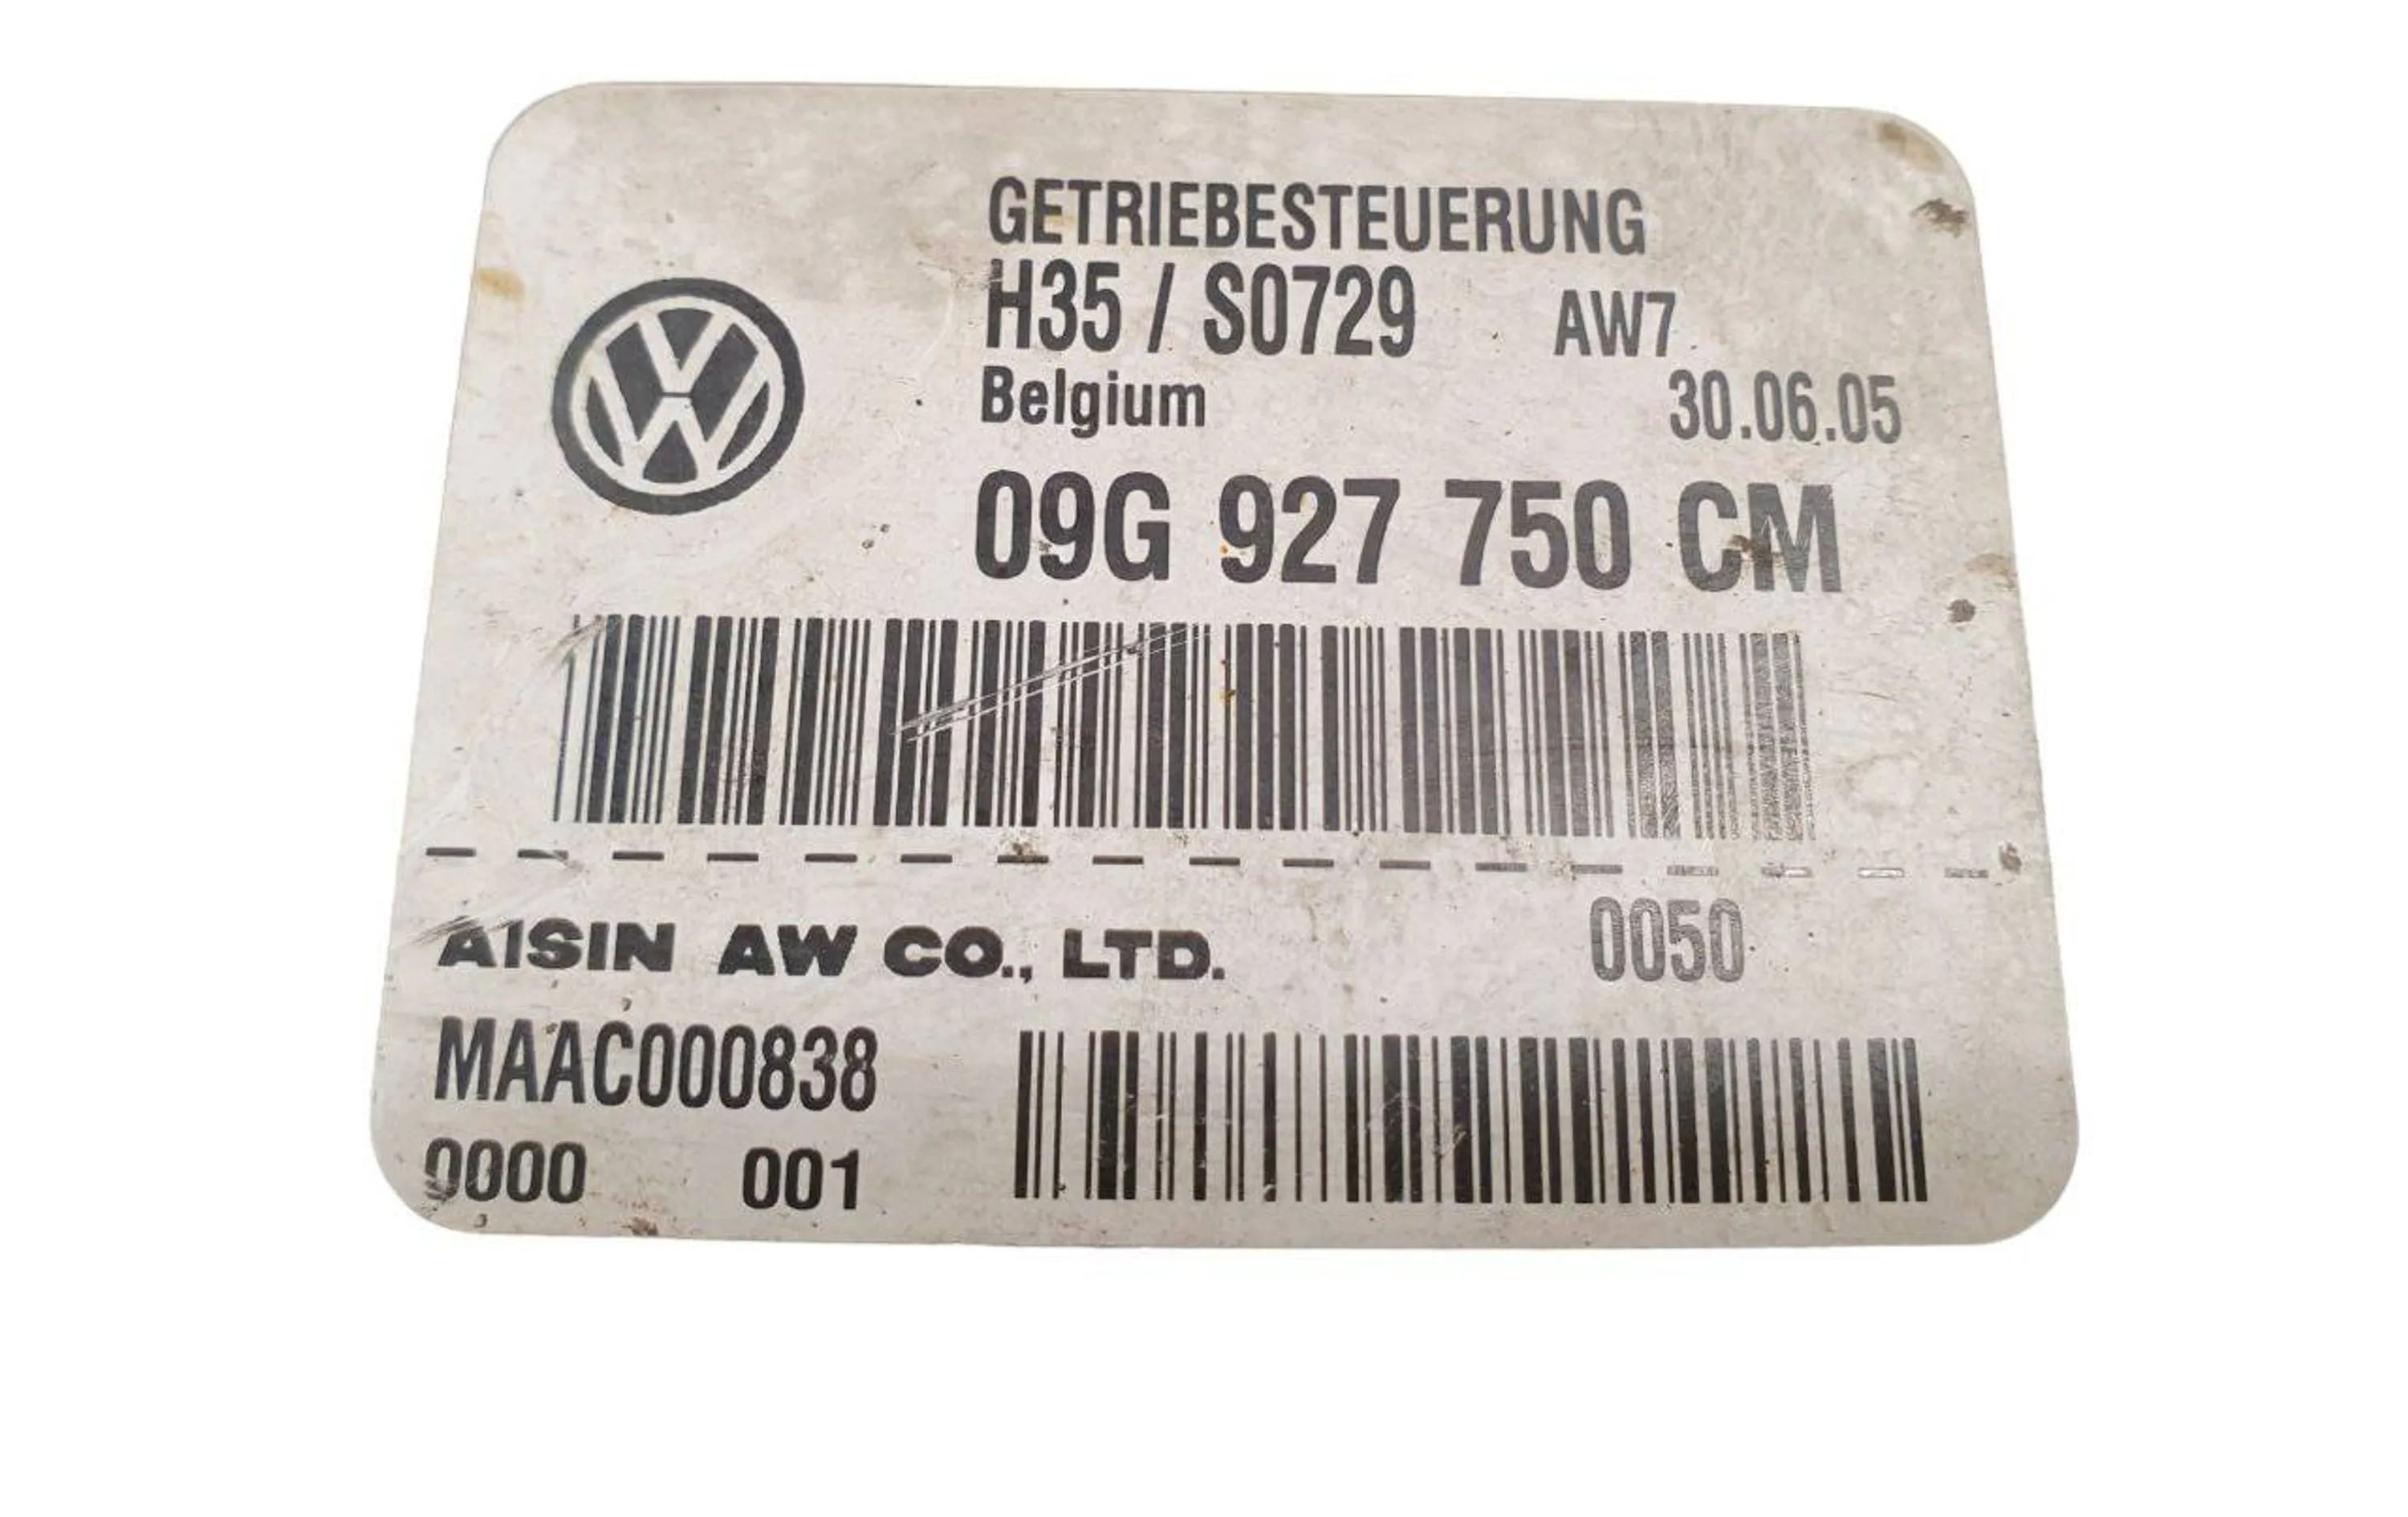 GETRIEBESTEUERUNG
H35 / S0729 AW7
Belgium 30.06.05
09G 927 750 CM
AISIN AW CO., LTD. 0050
MAAC000838
0000 001